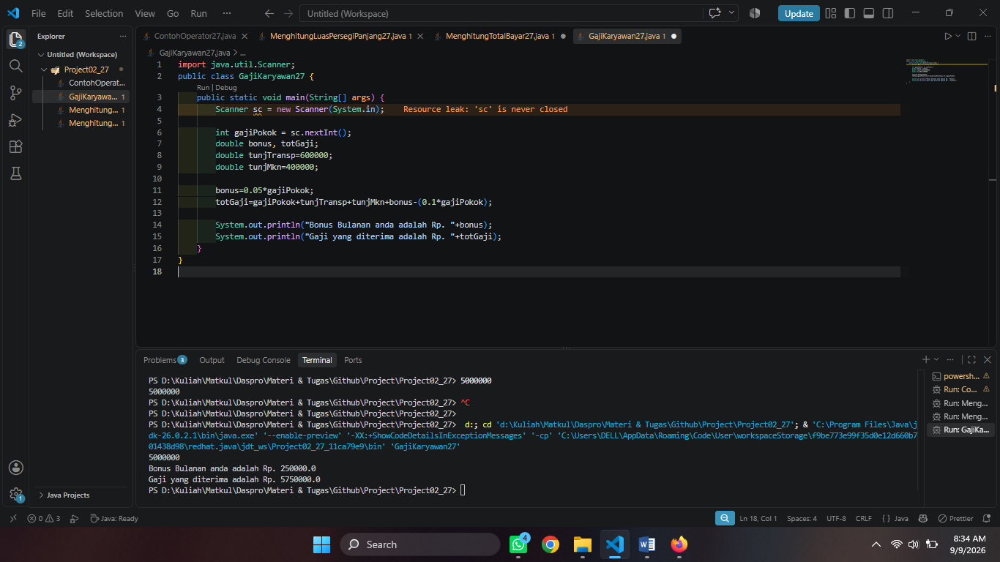 File Edit Selection View Go Run ··· Untitled (Workspace) Update
Explorer ···
Untitled (Workspace)
Project02_27
ContohOperat...
GajiKaryawa... 1
Menghitung... 1
Menghitung... 1
Java Projects
ContohOperator27.java MenghitungLuasPersegiPanjang27.java 1 MenghitungTotalBayar27.java 1 GajiKaryawan27.java 1
GajiKaryawan27.java > ...
1 import java.util.Scanner;
2 public class GajiKaryawan27 {
Run | Debug
3 public static void main(String[] args) {
4 Scanner sc = new Scanner(System.in); Resource leak: 'sc' is never closed
5
6 int gajiPokok = sc.nextInt();
7 double bonus, totGaji;
8 double tunjTransp=600000;
9 double tunjMkn=400000;
10
11 bonus=0.05*gajiPokok;
12 totGaji=gajiPokok+tunjTransp+tunjMkn+bonus-(0.1*gajiPokok);
13
14 System.out.println("Bonus Bulanan anda adalah Rp. "+bonus);
15 System.out.println("Gaji yang diterima adalah Rp. "+totGaji);
16 }
17 }
18
Problems 3 Output Debug Console Terminal Ports
PS D:\Kuliah\Matkul\Daspro\Materi & Tugas\Github\Project\Project02_27> 5000000
5000000
PS D:\Kuliah\Matkul\Daspro\Materi & Tugas\Github\Project\Project02_27> ^C
PS D:\Kuliah\Matkul\Daspro\Materi & Tugas\Github\Project\Project02_27>
PS D:\Kuliah\Matkul\Daspro\Materi & Tugas\Github\Project\Project02_27> d:; cd 'd:\Kuliah\Matkul\Daspro\Materi & Tugas\Github\Project\Project02_27'; & 'C:\Program Files\Java\j
dk-26.0.2.1\bin\java.exe' '--enable-preview' '-XX:+ShowCodeDetailsInExceptionMessages' '-cp' 'C:\Users\DELL\AppData\Roaming\Code\User\workspaceStorage\f9be773e99f35d0e12d660b7
01438d98\redhat.java\jdt_ws\Project02_27_11ca79e9\bin' 'GajiKaryawan27'
5000000
Bonus Bulanan anda adalah Rp. 250000.0
Gaji yang diterima adalah Rp. 5750000.0
PS D:\Kuliah\Matkul\Daspro\Materi & Tugas\Github\Project\Project02_27>
powersh...
Run: Co...
Run: Meng...
Run: Meng...
Run: GajiKa...
0 3 Java: Ready Ln 18, Col 1 Spaces: 4 UTF-8 CRLF { } Java Prettier
2
1
Search
4
8:34 AM
9/9/2026